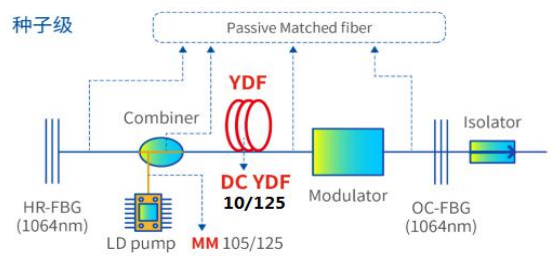 种子级
Passive Matched fiber
YDF
Combiner
Isolator
DC YDF
10/125
Modulator
HR-FBG
(1064nm)
LD pump
MM 105/125
OC-FBG
(1064nm)